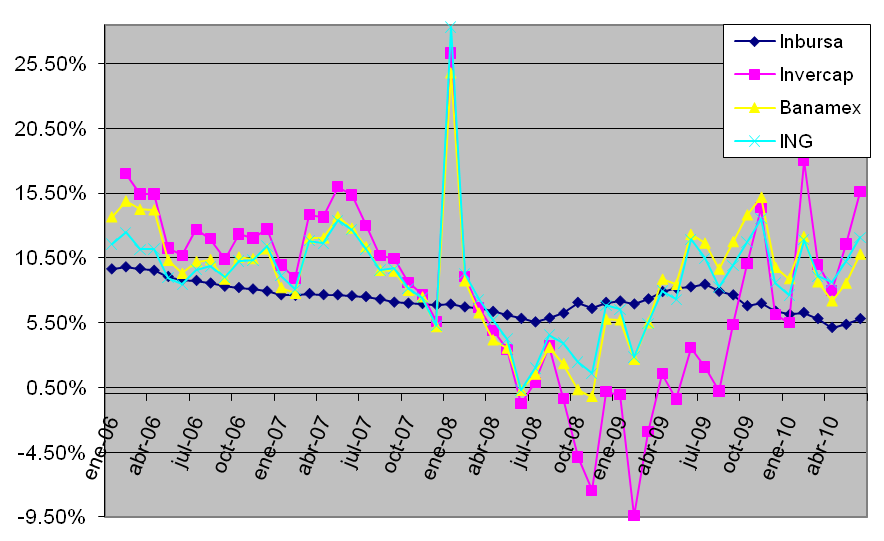 Inbursa
Invercap
Banamex
ING
25.50%
20.50%
15.50%
10.50%
5.50%
0.50%
-4.50%
-9.50%
ene-06
abr-06
jul-06
oct-06
ene-07
abr-07
jul-07
oct-07
ene-08
abr-08
jul-08
oct-08
ene-09
abr-09
jul-09
oct-09
ene-10
abr-10